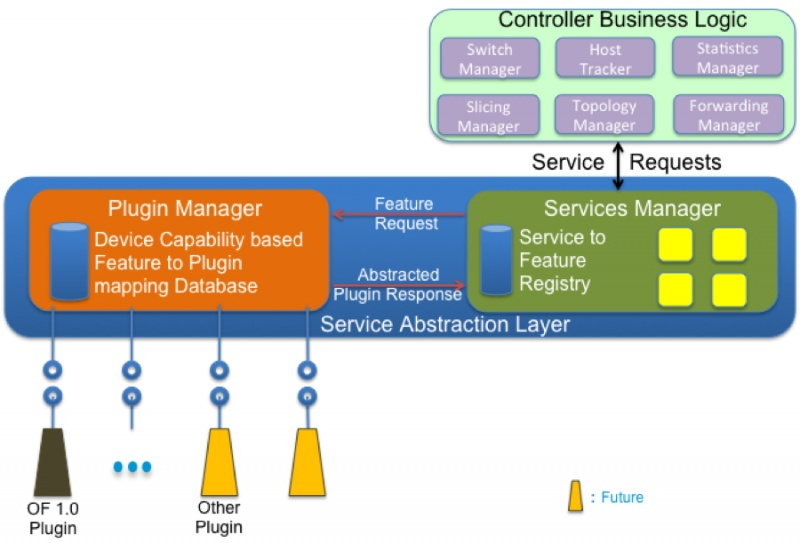 Controller Business Logic
Switch
Manager
Host
Tracker
Statistics
Manager
Slicing
Manager
Topology
Manager
Forwarding
Manager
Service Requests
Plugin Manager
Device Capability based
Feature to Plugin
mapping Database
Feature
Request
Abstracted
Plugin Response
Services Manager
Service to
Feature
Registry
Service Abstraction Layer
OF 1.0
Plugin
Other
Plugin
: Future